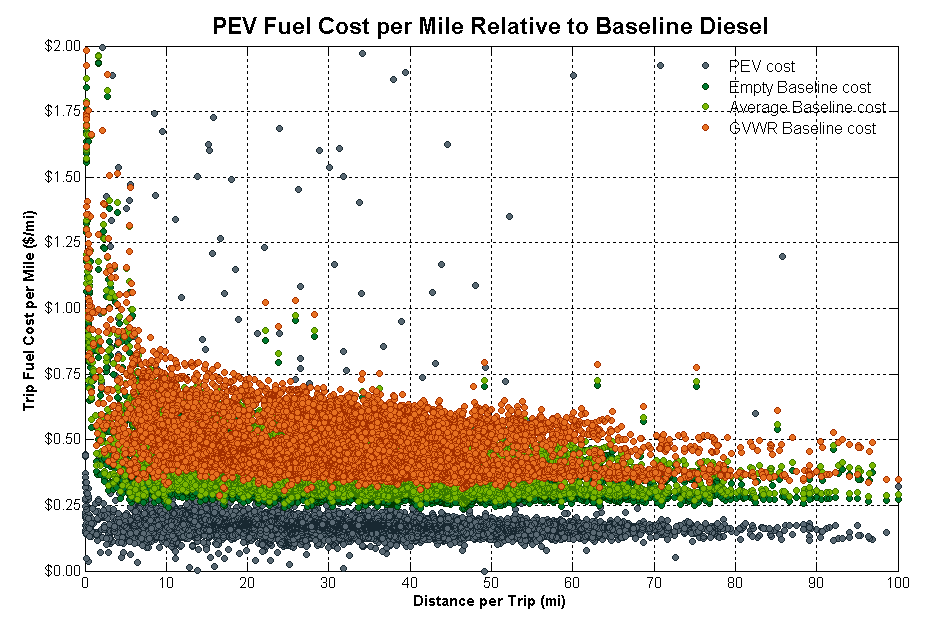 PEV Fuel Cost per Mile Relative to Baseline Diesel
$2.00
$1.75
$1.50
$1.25
$1.00
$0.75
$0.50
$0.25
$0.00
Trip Fuel Cost per Mile ($/mi)
PEV cost
Empty Baseline cost
Average Baseline cost
GVWR Baseline cost
0 10 20 30 40 50 60 70 80 90 100
Distance per Trip (mi)